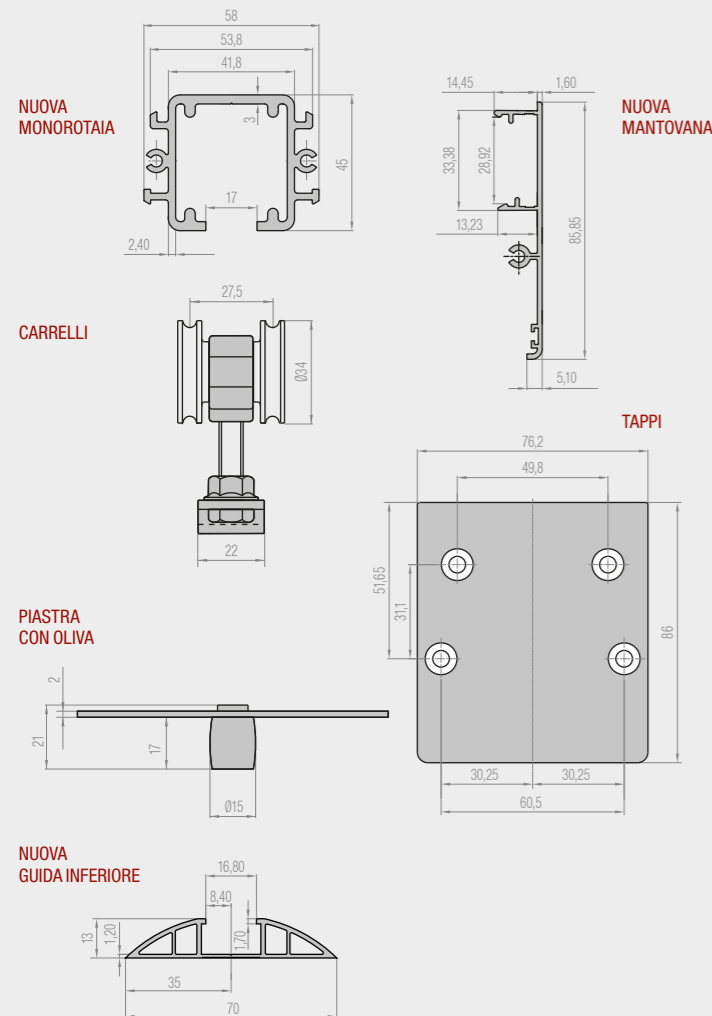 58
53,8
41,8
NUOVA
MONOROTAIA
3
45
17
2,40
14,45
1,60
NUOVA
MANTOVANA
33,38
28,92
13,23
85,85
5,10
CARRELLI
27,5
Ø34
22
TAPPI
76,2
49,8
51,65
31,1
86
30,25
30,25
60,5
PIASTRA
CON OLIVA
2
21
17
Ø15
NUOVA
GUIDA INFERIORE
16,80
8,40
13
1,20
1,70
35
70